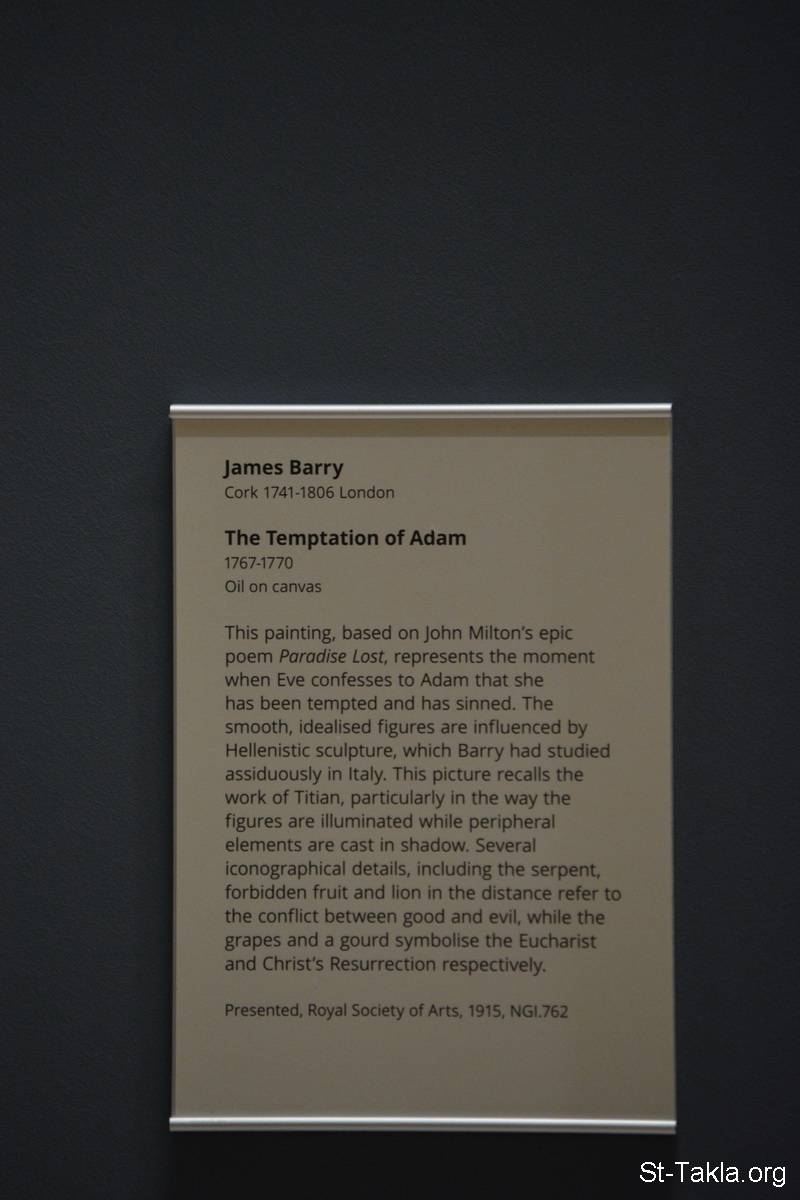 James Barry
Cork 1741-1806 London
The Temptation of Adam
1767-1770
Oil on canvas
This painting, based on John Milton's epic
poem Paradise Lost, represents the moment
when Eve confesses to Adam that she
has been tempted and has sinned. The
smooth, idealised figures are influenced by
Hellenistic sculpture, which Barry had studied
assiduously in Italy. This picture recalls the
work of Titian, particularly in the way the
figures are illuminated while peripheral
elements are cast in shadow. Several
iconographical details, including the serpent,
forbidden fruit and lion in the distance refer to
the conflict between good and evil, while the
grapes and a gourd symbolise the Eucharist
and Christ's Resurrection respectively.
Presented, Royal Society of Arts, 1915, NGI.762
St-Takla.org